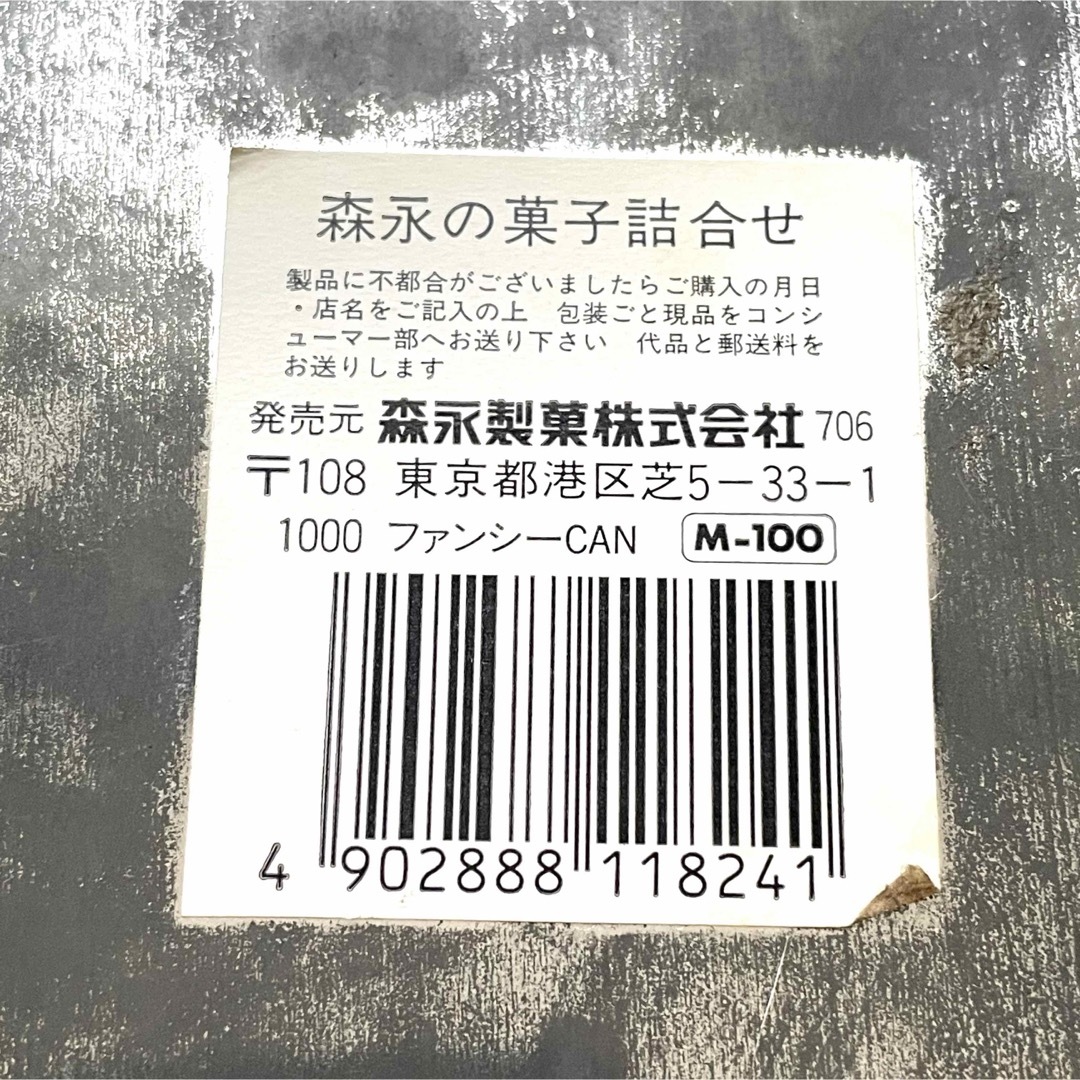 森永の菓子詰合せ
製品に不都合がございましたらご購入の月日
・店名をご記入の上　包装ごと現品をコンシ
ューマー部へお送り下さい　代品と郵送料を
お送りします
発売元 森永製菓株式会社 706
〒108 東京都港区芝5-33-1
1000 ファンシーCAN M-100
4 902888 118241